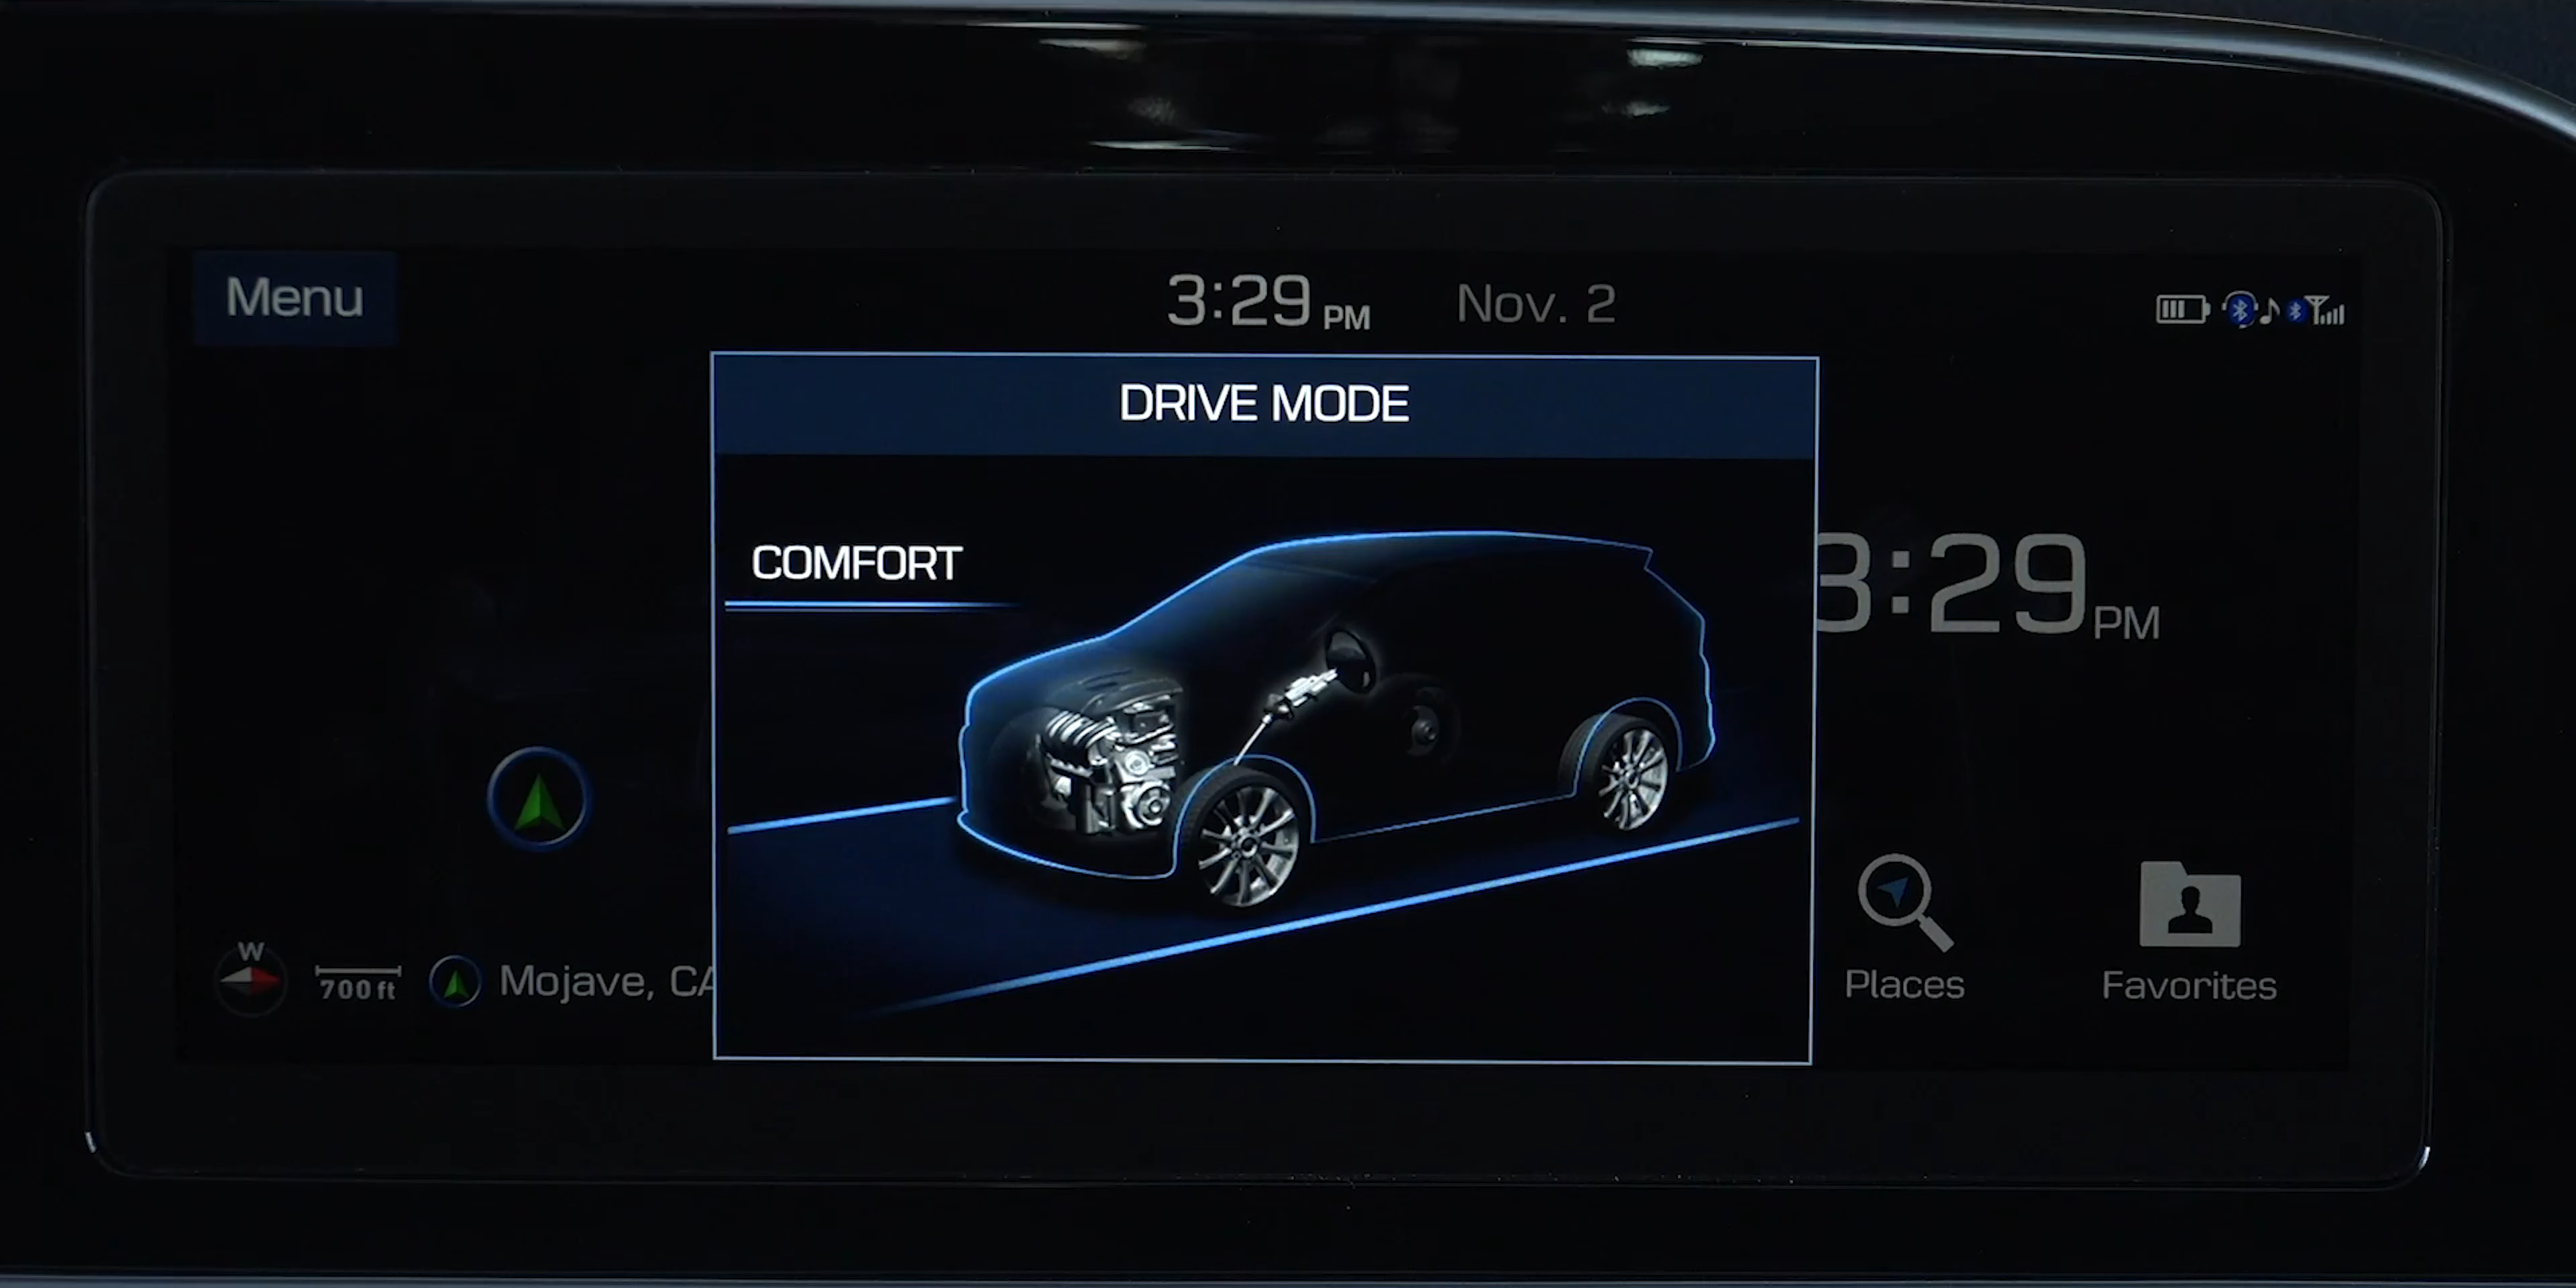 Menu
3:29 PM Nov. 2
DRIVE MODE
COMFORT
3:29 PM
W
700 ft
Mojave, CA
Places
Favorites